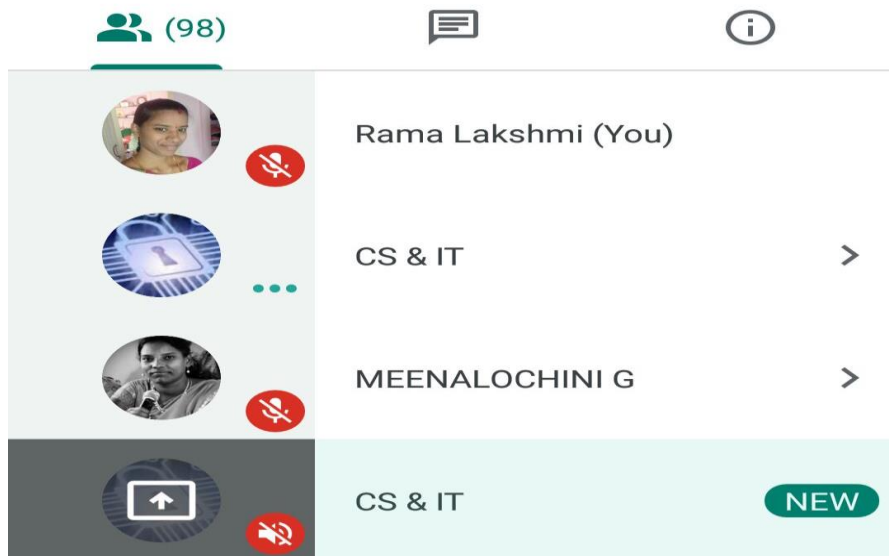 (98)
Rama Lakshmi (You)
CS & IT
MEENALOCHINI G
CS & IT
NEW